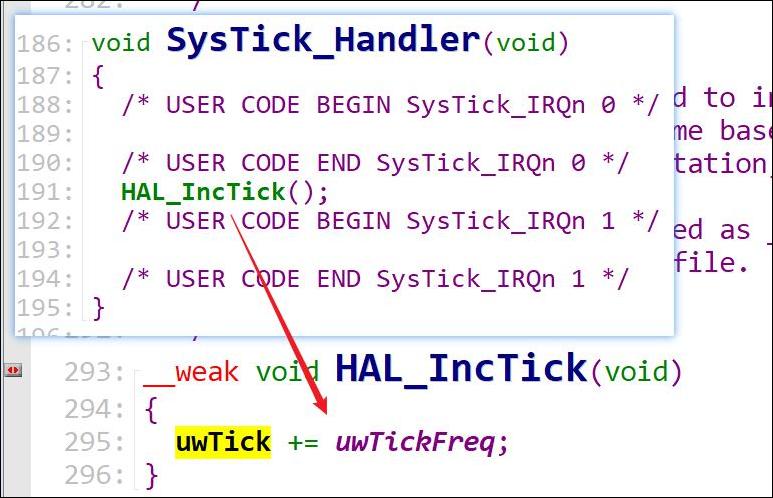 282: */
186: void SysTick_Handler(void)
187: {
188: /* USER CODE BEGIN SysTick_IRQn 0 */
189:
190: /* USER CODE END SysTick_IRQn 0 */
191: HAL_IncTick();
192: /* USER CODE BEGIN SysTick_IRQn 1 */
193:
194: /* USER CODE END SysTick_IRQn 1 */
195: }
d to in
me base
tation
ed as _
file.
293: __weak void HAL_IncTick(void)
294: {
295: uwTick += uwTickFreq;
296: }